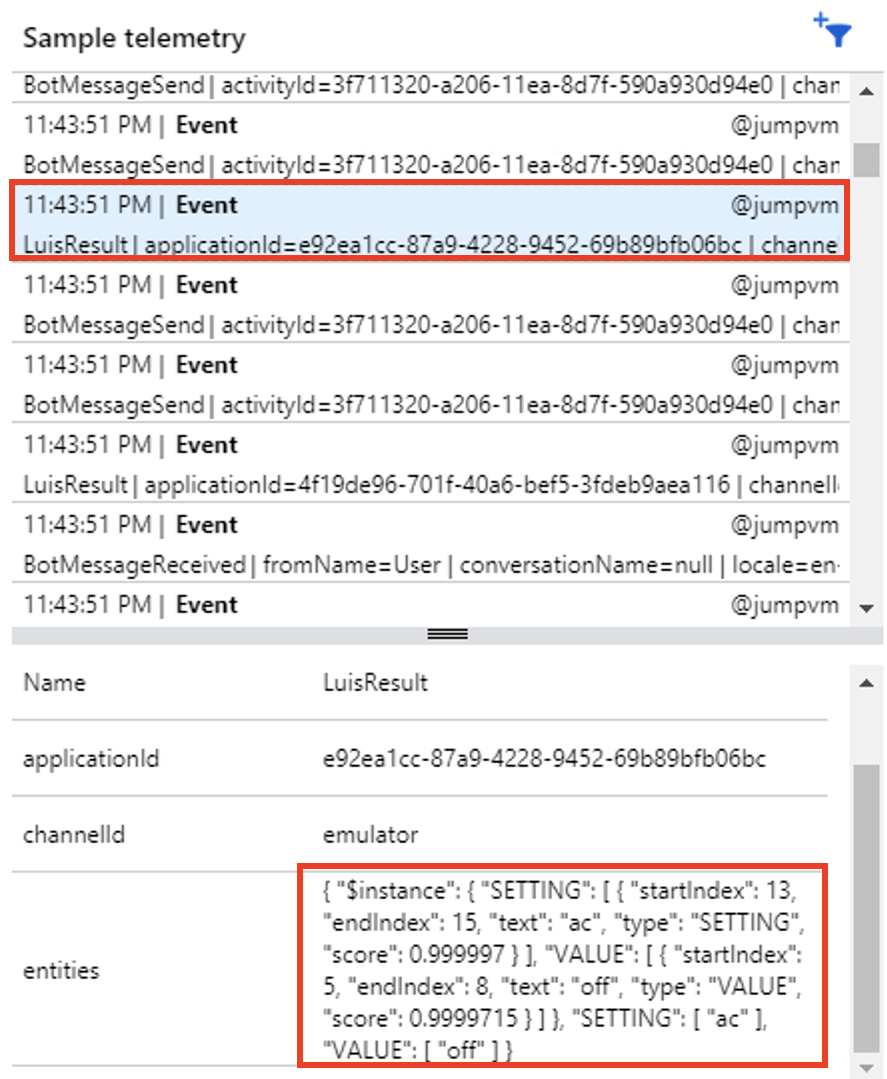 Sample telemetry
BotMessageSend | activityId=3f711320-a206-11ea-8d7f-590a930d94e0 | chan
11:43:51 PM | Event @jumpvm
BotMessageSend | activityId=3f711320-a206-11ea-8d7f-590a930d94e0 | chan
11:43:51 PM | Event @jumpvm
LuisResult | applicationId=e92ea1cc-87a9-4228-9452-69b89bfb06bc | channel
11:43:51 PM | Event @jumpvm
BotMessageSend | activityId=3f711320-a206-11ea-8d7f-590a930d94e0 | chan
11:43:51 PM | Event @jumpvm
BotMessageSend | activityId=3f711320-a206-11ea-8d7f-590a930d94e0 | chan
11:43:51 PM | Event @jumpvm
LuisResult | applicationId=4f19de96-701f-40a6-bef5-3fdeb9aea116 | channelI
11:43:51 PM | Event @jumpvm
BotMessageReceived | fromName=User | conversationName=null | locale=en-
11:43:51 PM | Event @jumpvm
Name LuisResult
applicationId e92ea1cc-87a9-4228-9452-69b89bfb06bc
channelId emulator
entities
{ "$instance": { "SETTING": [ { "startIndex": 13,
"endIndex": 15, "text": "ac", "type": "SETTING",
"score": 0.999997 } ], "VALUE": [ { "startIndex":
5, "endIndex": 8, "text": "off", "type": "VALUE",
"score": 0.9999715 } ] }, "SETTING": [ "ac" ],
"VALUE": [ "off" ] }